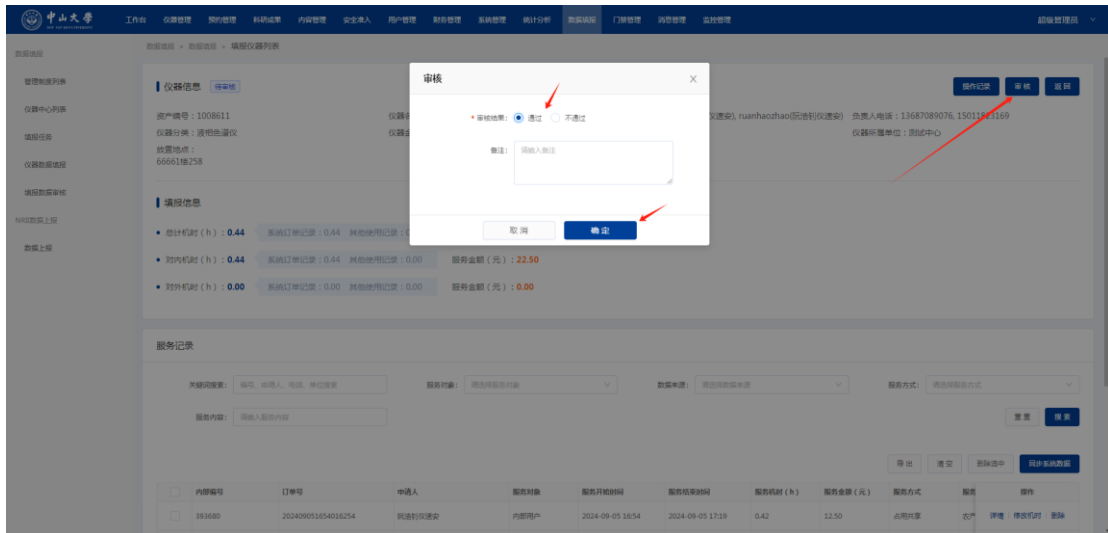 中山大學
工作台 仪器管理 预约管理 科研成果 内容管理 安全准入 用户管理 财务管理 系统管理 统计分析 数据填报 门禁管理 消息管理 监控管理 超级管理员
数据填报
管理制度列表
仪器中心列表
填报任务
仪器数据填报
填报数据审核
NRII数据上报
数据上报
数据填报 > 数据填报 > 填报仪器列表
仪器信息 待审核
操作记录 审核 返回
资产编号：1008611
仪器分类：液相色谱仪
放置地点：
66661楼258
ruanhaozhao(阮浩钊仪速安) 负责人电话：13687089076, 15011823169
仪器所属单位：测试中心
审核
* 审核结果： 通过 不通过
备注： 请输入备注
取消 确定
填报信息
总计机时（h）：0.44 系统订单记录：0.44 其他使用记录：0
对内机时（h）：0.44 系统订单记录：0.44 其他使用记录：0.00 服务金额（元）：22.50
对外机时（h）：0.00 系统订单记录：0.00 其他使用记录：0.00 服务金额（元）：0.00
服务记录
关键词搜索： 编号、申请人、电话、单位搜索 服务对象： 请选择服务对象 数据来源： 请选择数据来源 服务方式： 请选择服务方式
服务内容： 请输入服务内容 重置 搜索
导出 清空 删除选中 同步系统数据
内部编号 订单号 申请人 服务对象 服务开始时间 服务结束时间 服务机时（h） 服务金额（元） 服务方式 服务 操作
393680 202409051654016254 阮浩钊仪速安 内部用户 2024-09-05 16:54 2024-09-05 17:19 0.42 12.50 占用共享 农产 详情 修改机时 删除